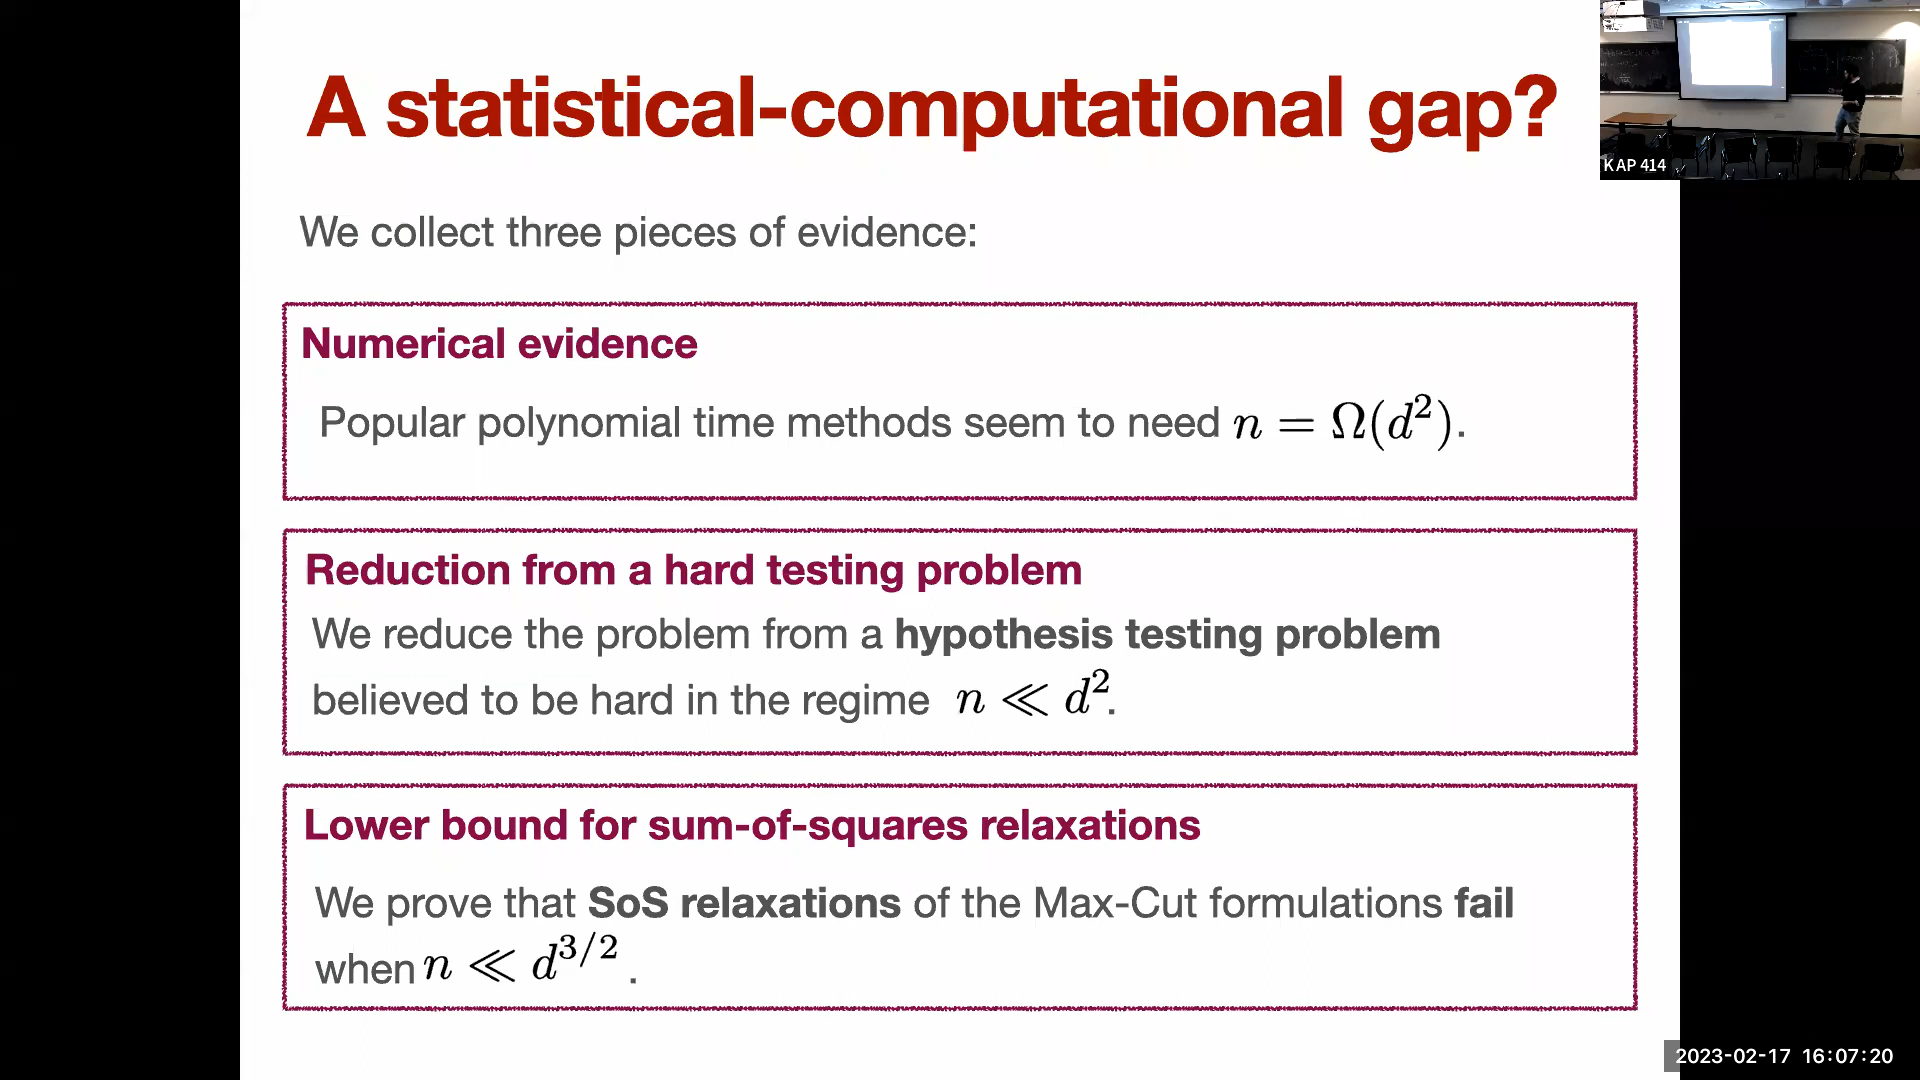 A statistical-computational gap?
KAP 414
We collect three pieces of evidence:
Numerical evidence
Popular polynomial time methods seem to need n = Ω(d²).
Reduction from a hard testing problem
We reduce the problem from a hypothesis testing problem
believed to be hard in the regime n ≪ d².
Lower bound for sum-of-squares relaxations
We prove that SoS relaxations of the Max-Cut formulations fail
when n ≪ d^{3/2} .
2023-02-17 16:07:20